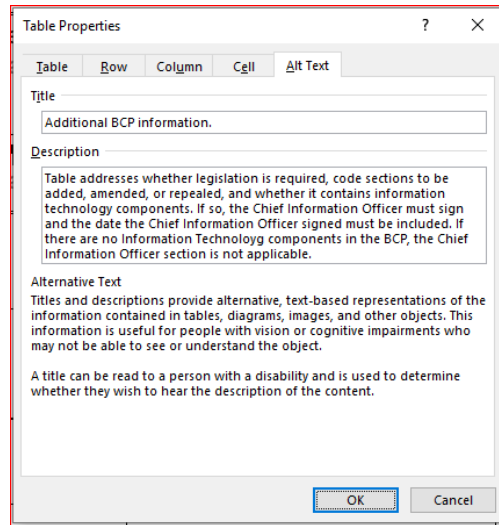 Table Properties ? ×
Table Row Column Cell Alt Text
Title
Additional BCP information.
Description
Table addresses whether legislation is required, code sections to be
added, amended, or repealed, and whether it contains information
technology components. If so, the Chief Information Officer must sign
and the date the Chief Information Officer signed must be included. If
there are no Information Technoloyg components in the BCP, the Chief
Information Officer section is not applicable.
Alternative Text
Titles and descriptions provide alternative, text-based representations of the
information contained in tables, diagrams, images, and other objects. This
information is useful for people with vision or cognitive impairments who
may not be able to see or understand the object.
A title can be read to a person with a disability and is used to determine
whether they wish to hear the description of the content.
OK Cancel